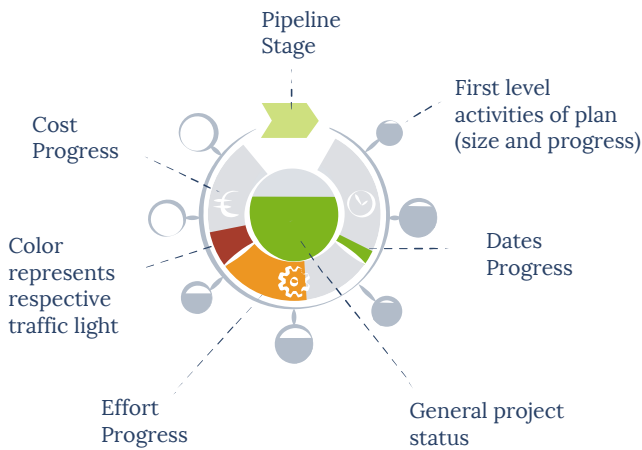 Pipeline
Stage
First level
activities of plan
(size and progress)
Cost
Progress
€
Color
represents
respective
traffic light
Dates
Progress
Effort
Progress
General project
status